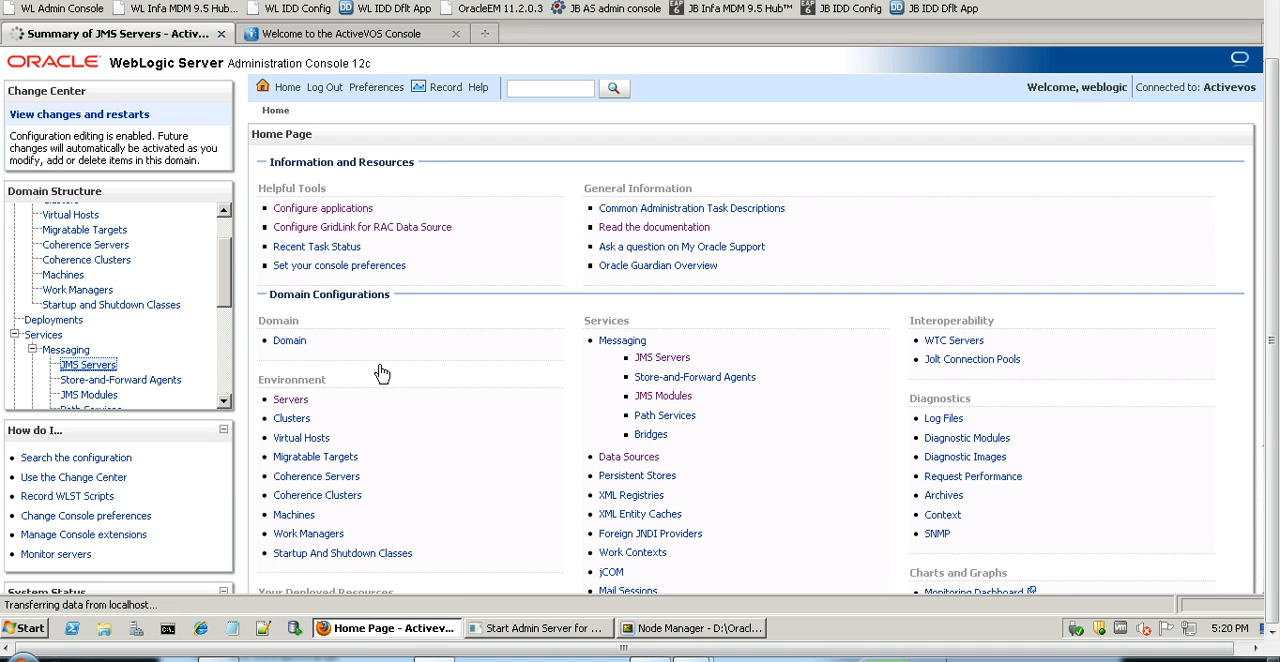 WL Admin Console WL Infa MDM 9.5 Hub... WL IDD Config WL IDD Dflt App OracleEM 11.2.0.3 JB AS admin console JB Infa MDM 9.5 Hub™ JB IDD Config JB IDD Dflt App
Summary of JMS Servers - Activ... Welcome to the ActiveVOS Console
ORACLE WebLogic Server Administration Console 12c
Change Center
View changes and restarts
Configuration editing is enabled. Future
changes will automatically be activated as you
modify, add or delete items in this domain.
Domain Structure
Virtual Hosts
Migratable Targets
Coherence Servers
Coherence Clusters
Machines
Work Managers
Startup and Shutdown Classes
Deployments
Services
Messaging
JMS Servers
Store-and-Forward Agents
JMS Modules
How do I...
Search the configuration
Use the Change Center
Record WLST Scripts
Change Console preferences
Manage Console extensions
Monitor servers
System Status
Home Log Out Preferences Record Help
Welcome, weblogic Connected to: Activevos
Home
Home Page
Information and Resources
Helpful Tools
Configure applications
Configure GridLink for RAC Data Source
Recent Task Status
Set your console preferences
General Information
Common Administration Task Descriptions
Read the documentation
Ask a question on My Oracle Support
Oracle Guardian Overview
Domain Configurations
Domain
Domain
Environment
Servers
Clusters
Virtual Hosts
Migratable Targets
Coherence Servers
Coherence Clusters
Machines
Work Managers
Startup And Shutdown Classes
Your Deployed Resources
Services
Messaging
JMS Servers
Store-and-Forward Agents
JMS Modules
Path Services
Bridges
Data Sources
Persistent Stores
XML Registries
XML Entity Caches
Foreign JNDI Providers
Work Contexts
jCOM
Mail Sessions
Interoperability
WTC Servers
Jolt Connection Pools
Diagnostics
Log Files
Diagnostic Modules
Diagnostic Images
Request Performance
Archives
Context
SNMP
Charts and Graphs
Monitoring Dashboard
Transferring data from localhost...
Start Home Page - Activev... Start Admin Server for ... Node Manager - D:\Oracl... 5:20 PM